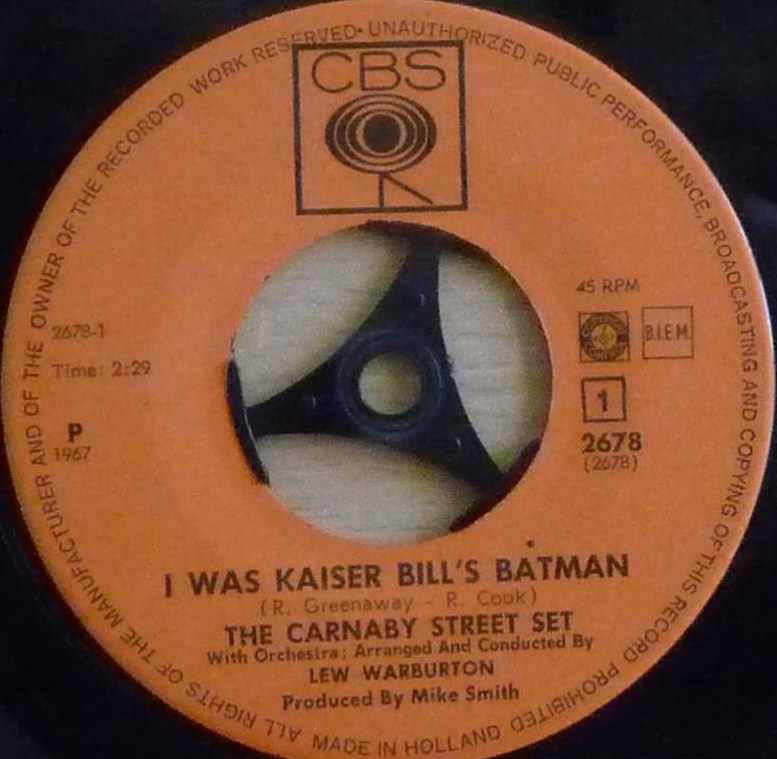 ALL RIGHTS OF THE MANUFACTURER AND OF THE OWNER OF THE RECORDED WORK RESERVED· UNAUTHORIZED PUBLIC PERFORMANCE, BROADCASTING AND COPYING OF THIS RECORD PROHIBITED
CBS
45 RPM
B.I.E.M.
2678-1
Time: 2:29
1
P
1967
2678
(2678)
I WAS KAISER BILL'S BATMAN
(R. Greenaway - R. Cook)
THE CARNABY STREET SET
With Orchestra; Arranged And Conducted By
LEW WARBURTON
Produced By Mike Smith
MADE IN HOLLAND